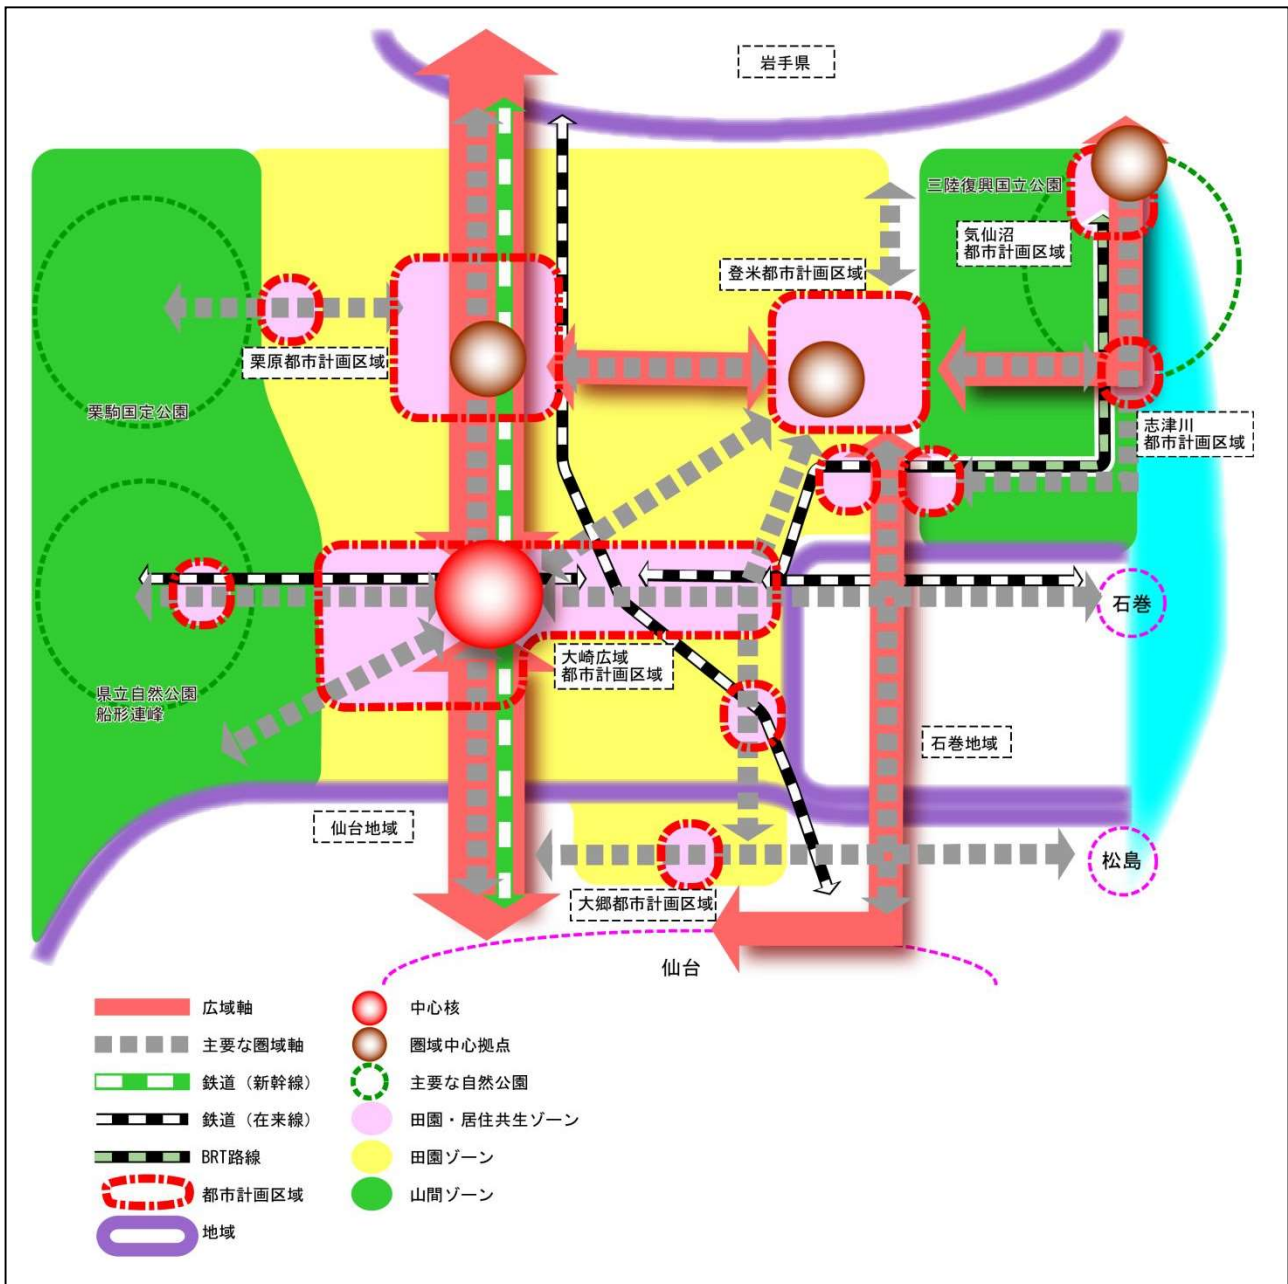 岩手県
三陸復興国立公園
気仙沼
都市計画区域
登米都市計画区域
栗原都市計画区域
栗駒国定公園
志津川
都市計画区域
石巻
大崎広域
都市計画区域
県立自然公園
船形連峰
石巻地域
仙台地域
松島
大郷都市計画区域
仙台
広域軸
主要な圏域軸
鉄道（新幹線）
鉄道（在来線）
BRT路線
都市計画区域
地域
中心核
圏域中心拠点
主要な自然公園
田園・居住共生ゾーン
田園ゾーン
山間ゾーン